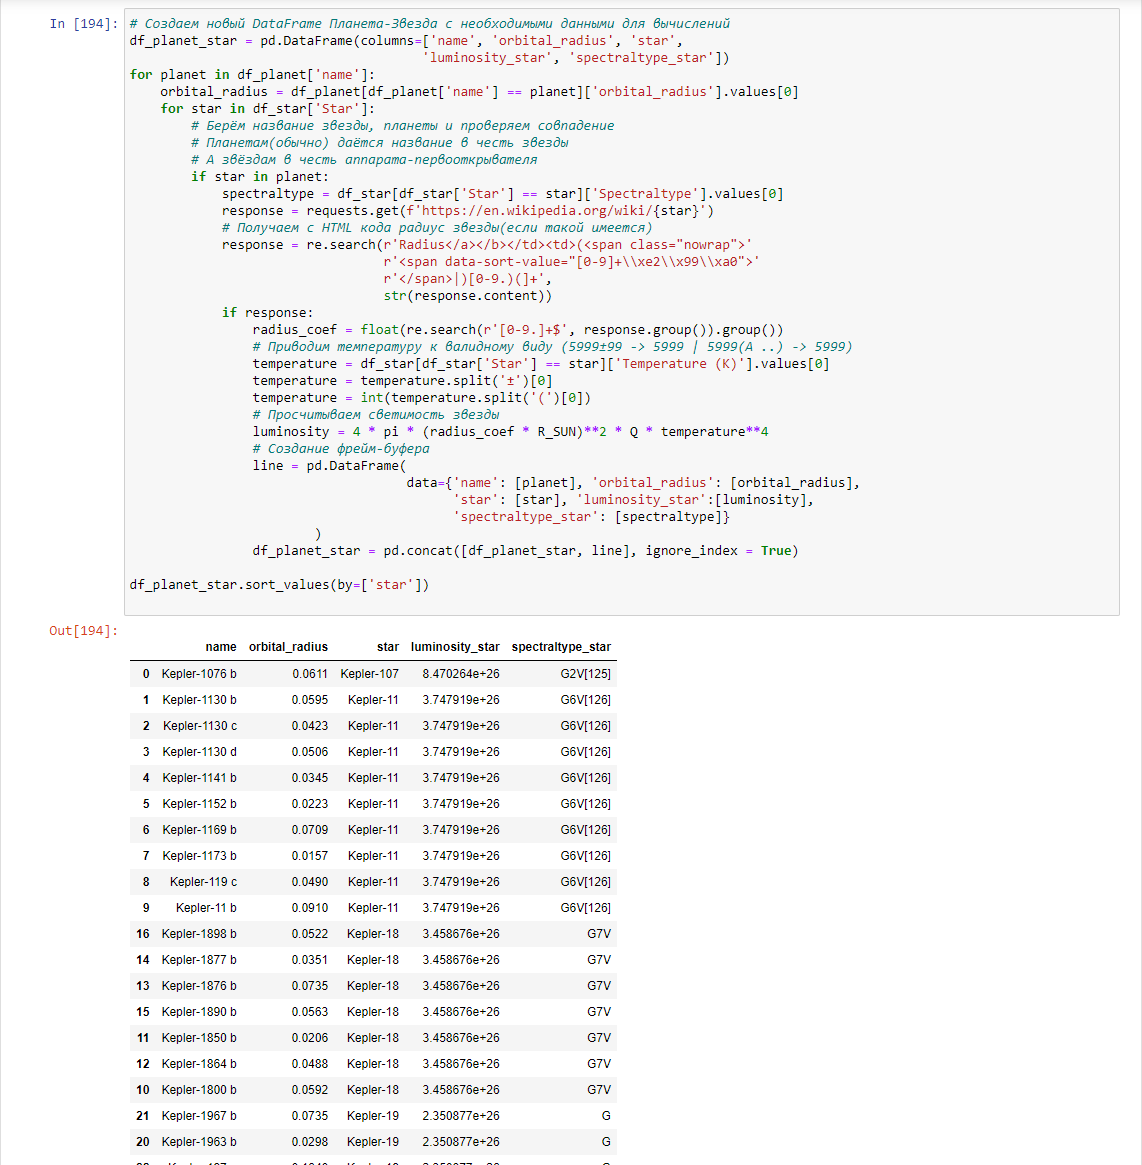 In [194]:
# Создаем новый DataFrame Планета-Звезда с необходимыми данными для вычислений
df_planet_star = pd.DataFrame(columns=['name', 'orbital_radius', 'star',
'luminosity_star', 'spectraltype_star'])
for planet in df_planet['name']:
orbital_radius = df_planet[df_planet['name'] == planet]['orbital_radius'].values[0]
for star in df_star['Star']:
# Берём название звезды, планеты и проверяем совпадение
# Планетам(обычно) даётся название в честь звезды
# А звёздам в честь аппарата-первооткрывателя
if star in planet:
spectraltype = df_star[df_star['Star'] == star]['Spectraltype'].values[0]
response = requests.get(f'https://en.wikipedia.org/wiki/{star}')
# Получаем с HTML кода радиус звезды(если такой имеется)
response = re.search(r'Radius</a></b></td><td>(<span class="nowrap">'
r'<span data-sort-value="[0-9]+\\xe2\\x99\\xa0">'
r'</span>|)[0-9.)(]+',
str(response.content))
if response:
radius_coef = float(re.search(r'[0-9.]+$', response.group()).group())
# Приводим температуру к валидному виду (5999±99 -> 5999 | 5999(A ..) -> 5999)
temperature = df_star[df_star['Star'] == star]['Temperature (K)'].values[0]
temperature = temperature.split('±')[0]
temperature = int(temperature.split('(')[0])
# Просчитываем светимость звезды
luminosity = 4 * pi * (radius_coef * R_SUN)**2 * Q * temperature**4
# Создание фрейм-буфера
line = pd.DataFrame(
data={'name': [planet], 'orbital_radius': [orbital_radius],
'star': [star], 'luminosity_star':[luminosity],
'spectraltype_star': [spectraltype]}
)
df_planet_star = pd.concat([df_planet_star, line], ignore_index = True)
df_planet_star.sort_values(by=['star'])
Out[194]:
name orbital_radius star luminosity_star spectraltype_star
0 Kepler-1076 b 0.0611 Kepler-107 8.470264e+26 G2V[125]
1 Kepler-1130 b 0.0595 Kepler-11 3.747919e+26 G6V[126]
2 Kepler-1130 c 0.0423 Kepler-11 3.747919e+26 G6V[126]
3 Kepler-1130 d 0.0506 Kepler-11 3.747919e+26 G6V[126]
4 Kepler-1141 b 0.0345 Kepler-11 3.747919e+26 G6V[126]
5 Kepler-1152 b 0.0223 Kepler-11 3.747919e+26 G6V[126]
6 Kepler-1169 b 0.0709 Kepler-11 3.747919e+26 G6V[126]
7 Kepler-1173 b 0.0157 Kepler-11 3.747919e+26 G6V[126]
8 Kepler-119 c 0.0490 Kepler-11 3.747919e+26 G6V[126]
9 Kepler-11 b 0.0910 Kepler-11 3.747919e+26 G6V[126]
16 Kepler-1898 b 0.0522 Kepler-18 3.458676e+26 G7V
14 Kepler-1877 b 0.0351 Kepler-18 3.458676e+26 G7V
13 Kepler-1876 b 0.0735 Kepler-18 3.458676e+26 G7V
15 Kepler-1890 b 0.0563 Kepler-18 3.458676e+26 G7V
11 Kepler-1850 b 0.0206 Kepler-18 3.458676e+26 G7V
12 Kepler-1864 b 0.0488 Kepler-18 3.458676e+26 G7V
10 Kepler-1800 b 0.0592 Kepler-18 3.458676e+26 G7V
21 Kepler-1967 b 0.0735 Kepler-19 2.350877e+26 G
20 Kepler-1963 b 0.0298 Kepler-19 2.350877e+26 G